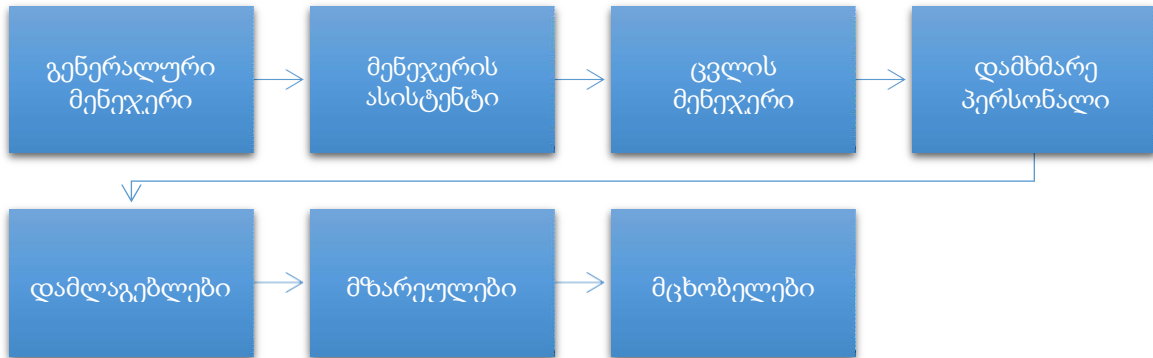 გენერალური
მენეჯერი
მენეჯერის
ასისტენტი
ცვლის
მენეჯერი
დამხმარე
პერსონალი
დამლაგებლები
მზარეულები
მცხობელები